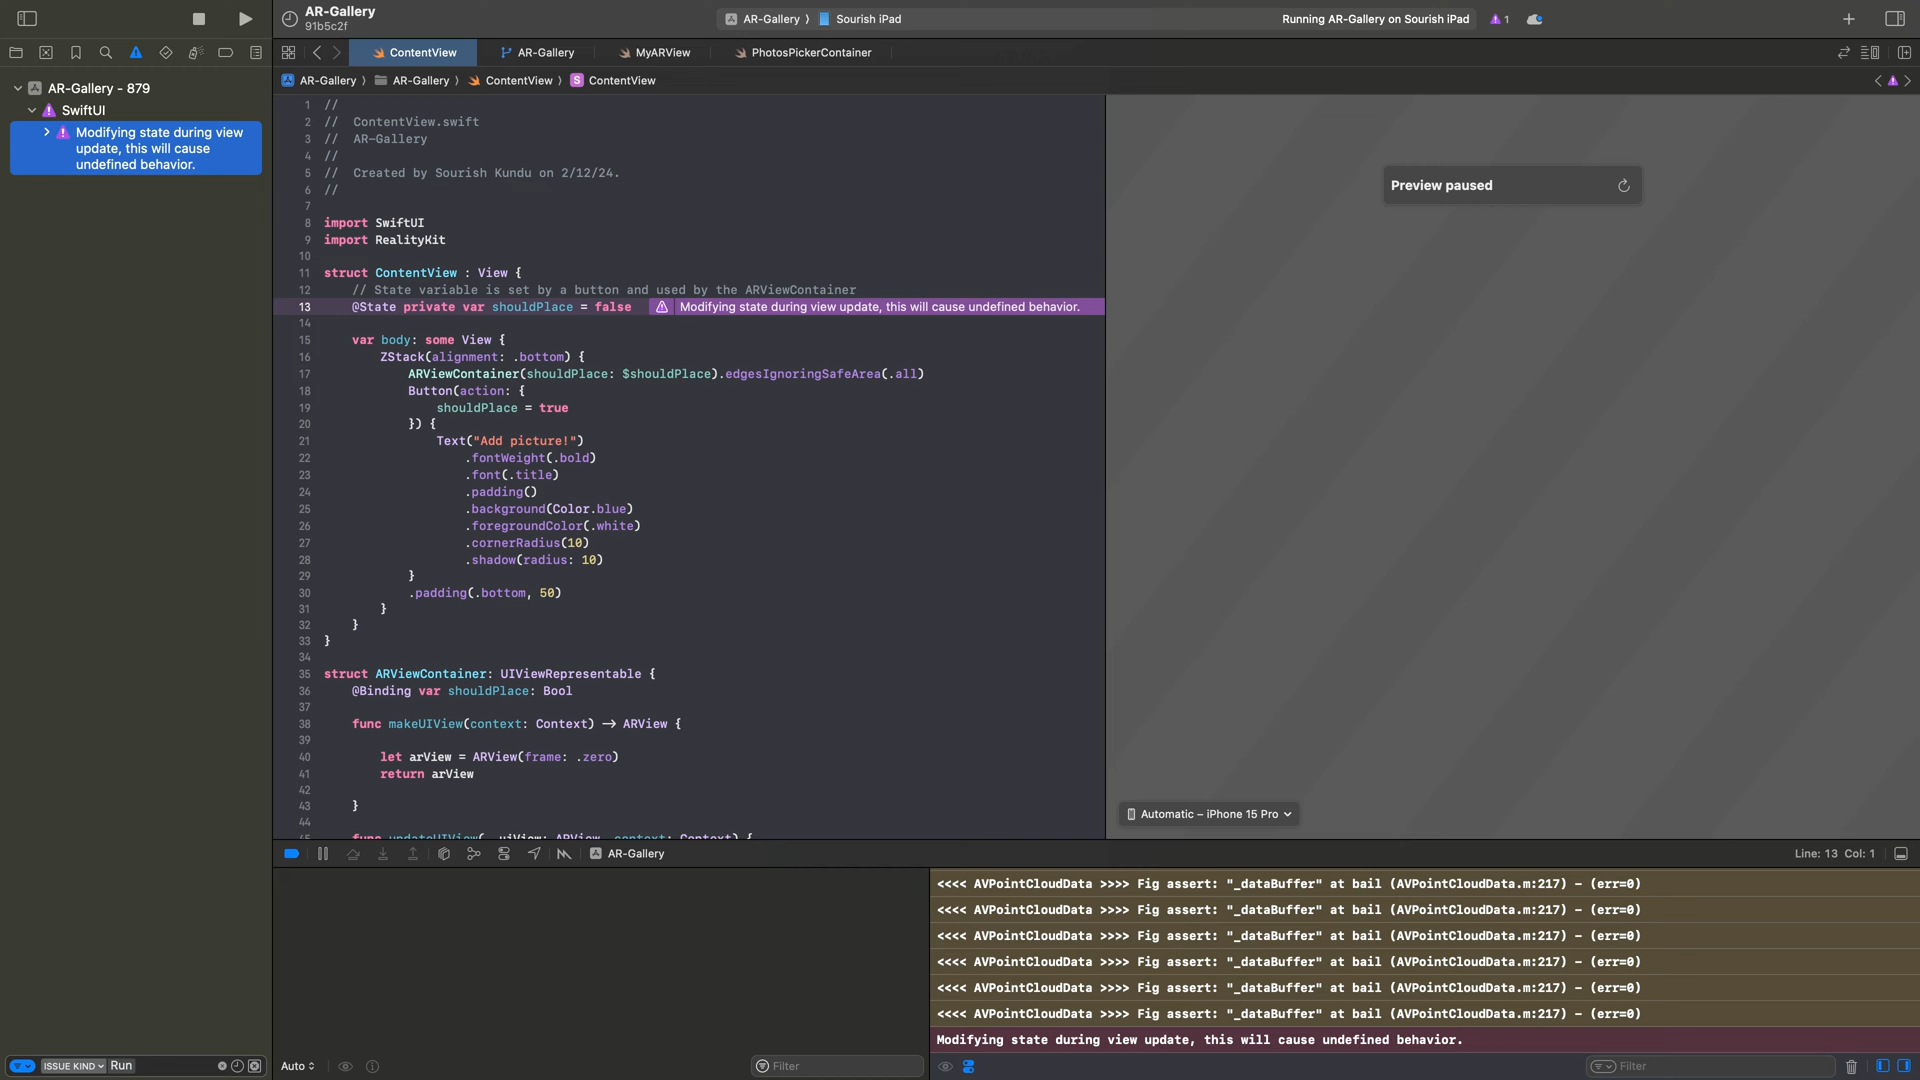 AR-Gallery
91b5c2f
AR-Gallery 〉 Sourish iPad
Running AR-Gallery on Sourish iPad
1
ContentView
AR-Gallery
MyARView
PhotosPickerContainer
AR-Gallery 〉 AR-Gallery 〉 ContentView 〉 S ContentView
AR-Gallery - 879
SwiftUI
Modifying state during view
update, this will cause
undefined behavior.
1 //
2 //  ContentView.swift
3 //  AR-Gallery
4 //
5 //  Created by Sourish Kundu on 2/12/24.
6 //
7
8 import SwiftUI
9 import RealityKit
10
11 struct ContentView : View {
12     // State variable is set by a button and used by the ARViewContainer
13     @State private var shouldPlace = false    Modifying state during view update, this will cause undefined behavior.
14
15     var body: some View {
16         ZStack(alignment: .bottom) {
17             ARViewContainer(shouldPlace: $shouldPlace).edgesIgnoringSafeArea(.all)
18             Button(action: {
19                 shouldPlace = true
20             }) {
21                 Text("Add picture!")
22                     .fontWeight(.bold)
23                     .font(.title)
24                     .padding()
25                     .background(Color.blue)
26                     .foregroundColor(.white)
27                     .cornerRadius(10)
28                     .shadow(radius: 10)
29             }
30             .padding(.bottom, 50)
31         }
32     }
33 }
34
35 struct ARViewContainer: UIViewRepresentable {
36     @Binding var shouldPlace: Bool
37
38     func makeUIView(context: Context) -> ARView {
39
40         let arView = ARView(frame: .zero)
41         return arView
42
43     }
44
45     func updateUIView(_ uiView: ARView, context: Context) {
Preview paused
Automatic – iPhone 15 Pro
AR-Gallery
Line: 13 Col: 1
<<<< AVPointCloudData >>>> Fig assert: "_dataBuffer" at bail (AVPointCloudData.m:217) - (err=0)
<<<< AVPointCloudData >>>> Fig assert: "_dataBuffer" at bail (AVPointCloudData.m:217) - (err=0)
<<<< AVPointCloudData >>>> Fig assert: "_dataBuffer" at bail (AVPointCloudData.m:217) - (err=0)
<<<< AVPointCloudData >>>> Fig assert: "_dataBuffer" at bail (AVPointCloudData.m:217) - (err=0)
<<<< AVPointCloudData >>>> Fig assert: "_dataBuffer" at bail (AVPointCloudData.m:217) - (err=0)
<<<< AVPointCloudData >>>> Fig assert: "_dataBuffer" at bail (AVPointCloudData.m:217) - (err=0)
Modifying state during view update, this will cause undefined behavior.
ISSUE KIND Run
Auto
Filter
Filter